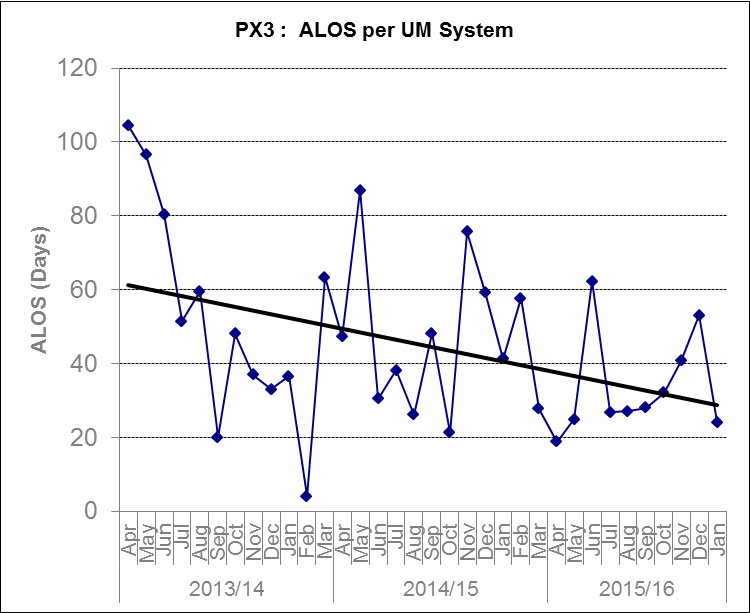 PX3 :  ALOS per UM System
120
100
80
60
40
20
0
ALOS (Days)
Apr May Jun Jul Aug Sep Oct Nov Dec Jan Feb Mar Apr May Jun Jul Aug Sep Oct Nov Dec Jan Feb Mar Apr May Jun Jul Aug Sep Oct Nov Dec Jan
2013/14 2014/15 2015/16